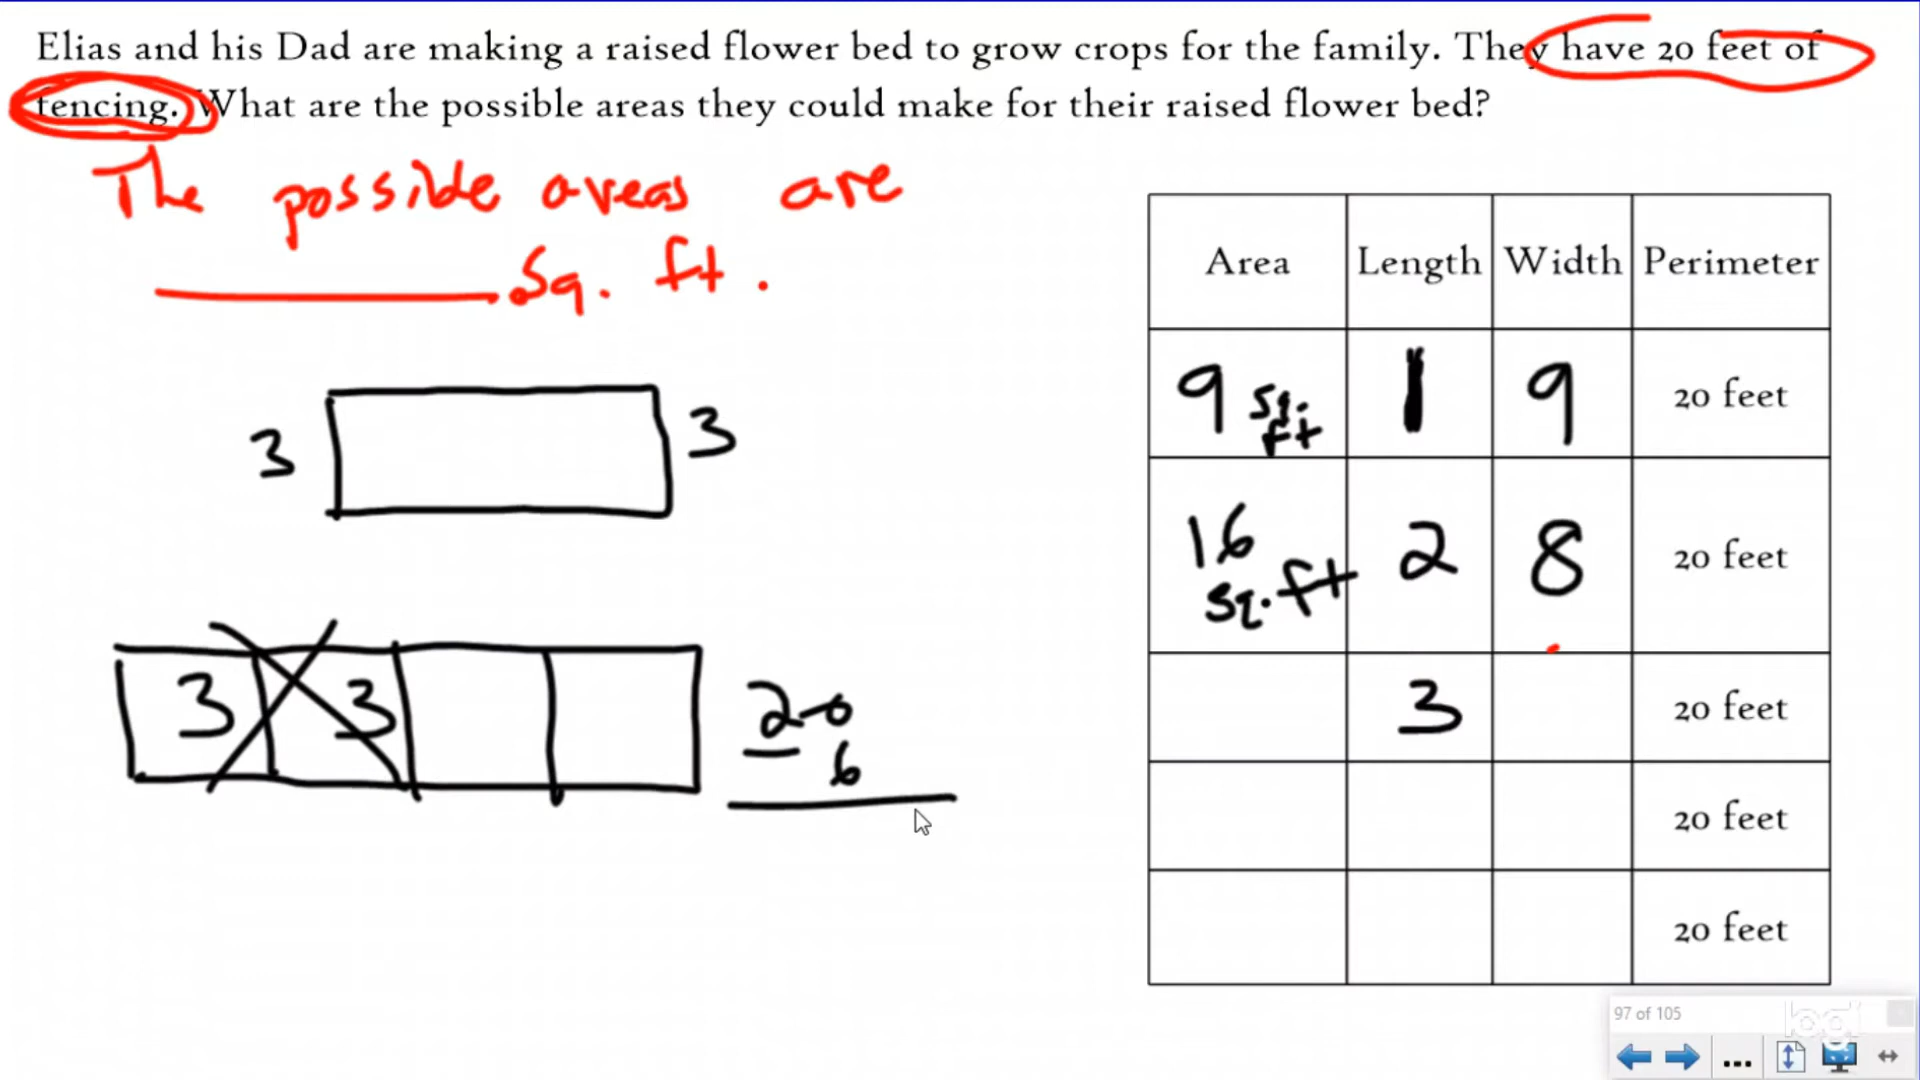 Elias and his Dad are making a raised flower bed to grow crops for the family. They have 20 feet of
fencing. What are the possible areas they could make for their raised flower bed?
The possible areas are
sq. ft.
Area Length Width Perimeter
9 sq. ft 1 9 20 feet
16 sq. ft 2 8 20 feet
3 20 feet
20 feet
20 feet
3 3
3 3
20
- 6
97 of 105
logi